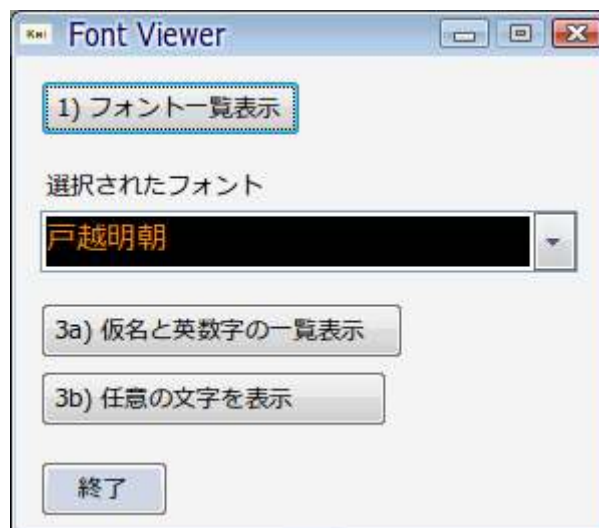 Font Viewer
1) フォント一覧表示
選択されたフォント
戸越明朝
3a) 仮名と英数字の一覧表示
3b) 任意の文字を表示
終了